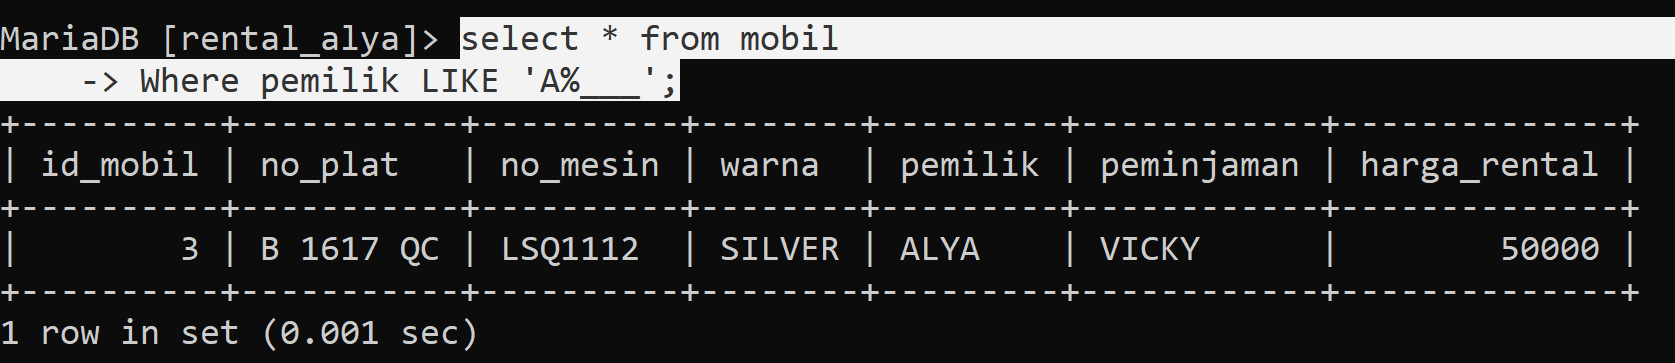 MariaDB [rental_alya]> select * from mobil
    -> Where pemilik LIKE 'A%___';
+----------+-----------+----------+--------+---------+------------+--------------+
| id_mobil | no_plat   | no_mesin | warna  | pemilik | peminjaman | harga_rental |
+----------+-----------+----------+--------+---------+------------+--------------+
|        3 | B 1617 QC | LSQ1112  | SILVER | ALYA    | VICKY      |        50000 |
+----------+-----------+----------+--------+---------+------------+--------------+
1 row in set (0.001 sec)